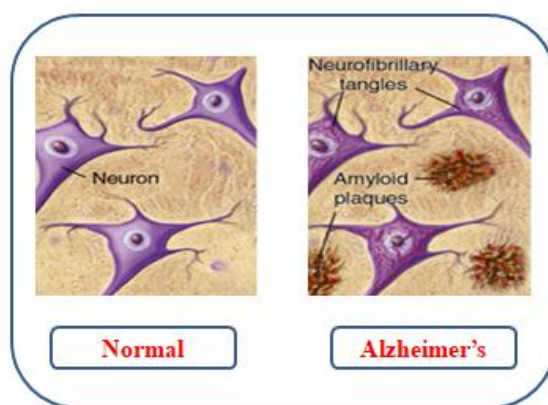 Neuron
Neurofibrillary
tangles
Amyloid
plaques
Normal
Alzheimer's